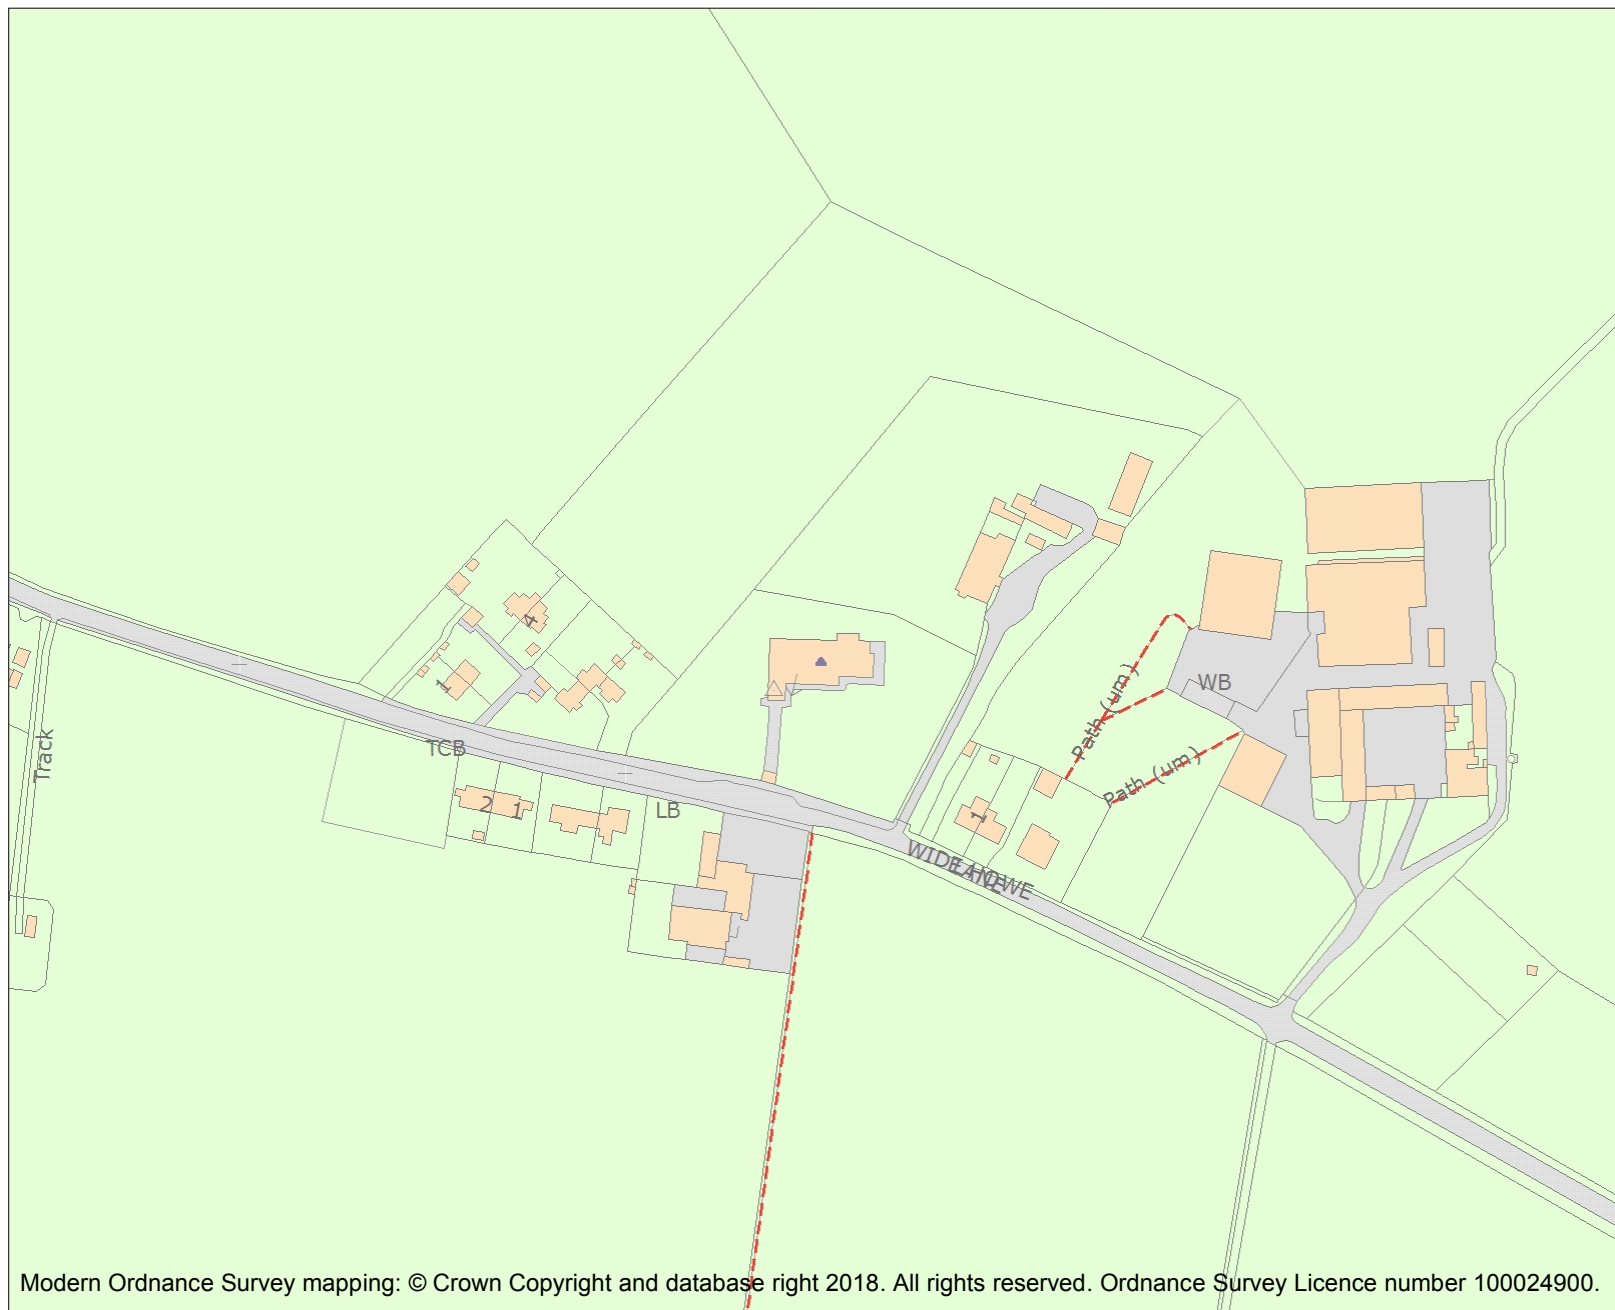 4
1
Path (um)
WB
TCB
Track
Path (um)
2 1
LB
1
WIDE LANE
Modern Ordnance Survey mapping: © Crown Copyright and database right 2018. All rights reserved. Ordnance Survey Licence number 100024900.